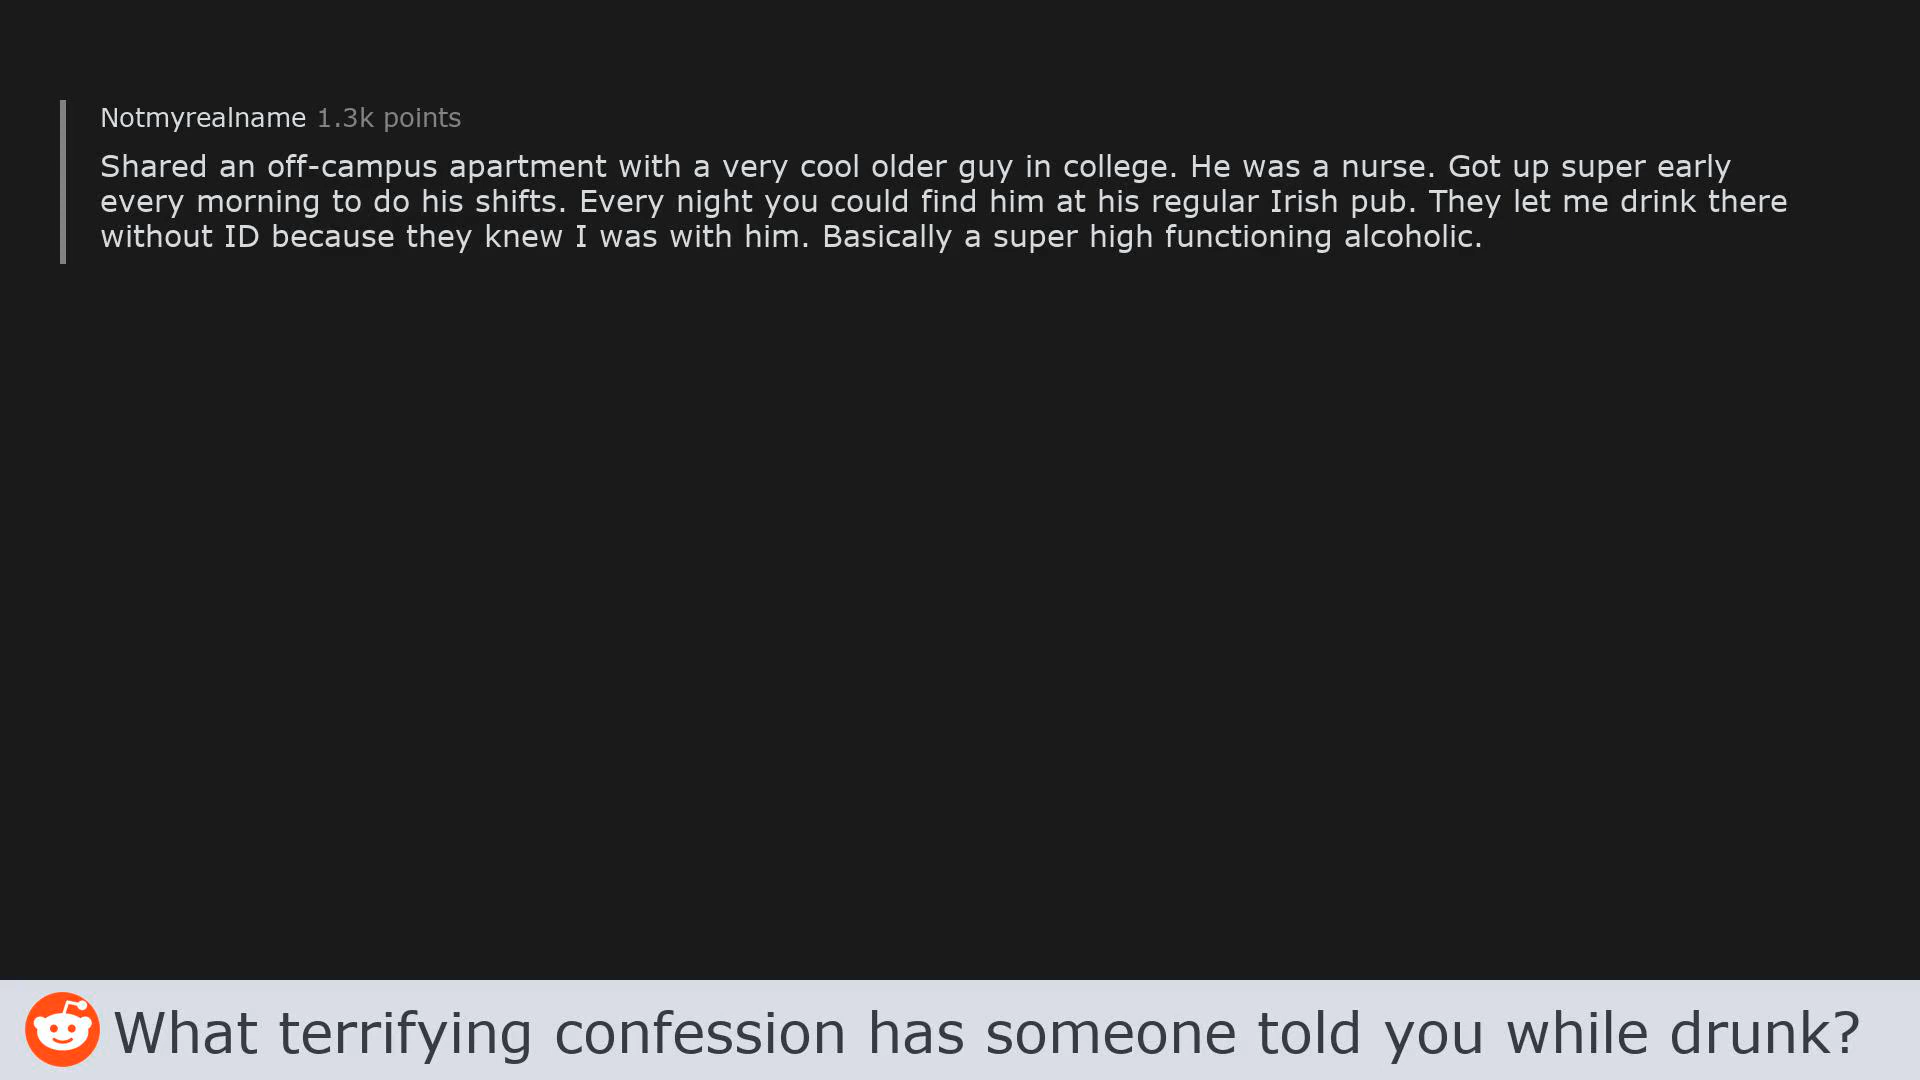 Notmyrealname 1.3k points
Shared an off-campus apartment with a very cool older guy in college. He was a nurse. Got up super early
every morning to do his shifts. Every night you could find him at his regular Irish pub. They let me drink there
without ID because they knew I was with him. Basically a super high functioning alcoholic.
What terrifying confession has someone told you while drunk?